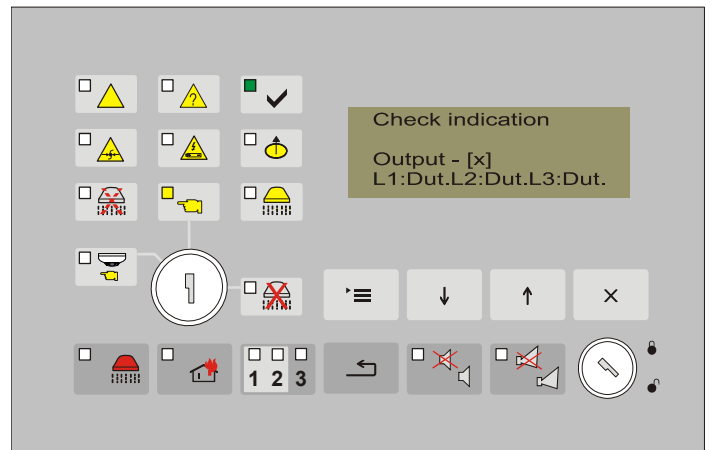 ?
Check indication
Output - [x]
L1:Dut.L2:Dut.L3:Dut.
1 2 3